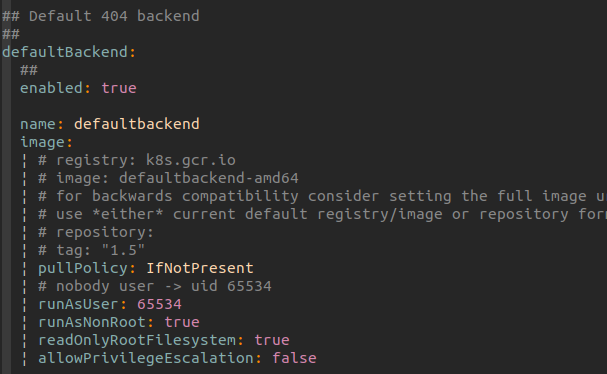 ## Default 404 backend
##
defaultBackend:
  ##
  enabled: true

  name: defaultbackend
  image:
    # registry: k8s.gcr.io
    # image: defaultbackend-amd64
    # for backwards compatibility consider setting the full image u
    # use *either* current default registry/image or repository for
    # repository:
    # tag: "1.5"
    pullPolicy: IfNotPresent
    # nobody user -> uid 65534
    runAsUser: 65534
    runAsNonRoot: true
    readOnlyRootFilesystem: true
    allowPrivilegeEscalation: false